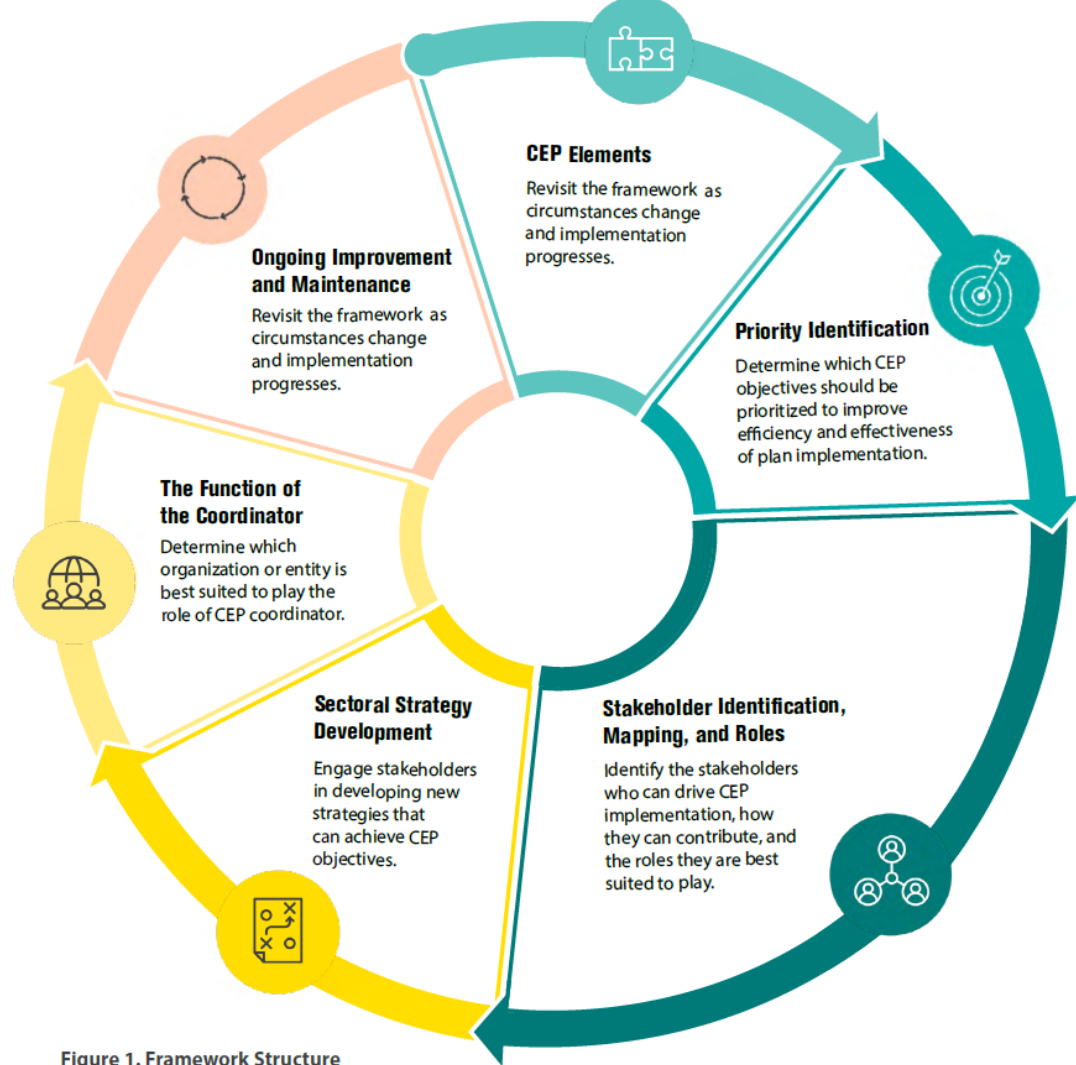 CEP Elements
Revisit the framework as
circumstances change
and implementation
progresses.
Priority Identification
Determine which CEP
objectives should be
prioritized to improve
efficiency and effectiveness
of plan implementation.
Stakeholder Identification,
Mapping, and Roles
Identify the stakeholders
who can drive CEP
implementation, how
they can contribute, and
the roles they are best
suited to play.
Sectoral Strategy
Development
Engage stakeholders
in developing new
strategies that
can achieve CEP
objectives.
The Function of
the Coordinator
Determine which
organization or entity is
best suited to play the
role of CEP coordinator.
Ongoing Improvement
and Maintenance
Revisit the framework as
circumstances change
and implementation
progresses.
Figure 1. Framework Structure